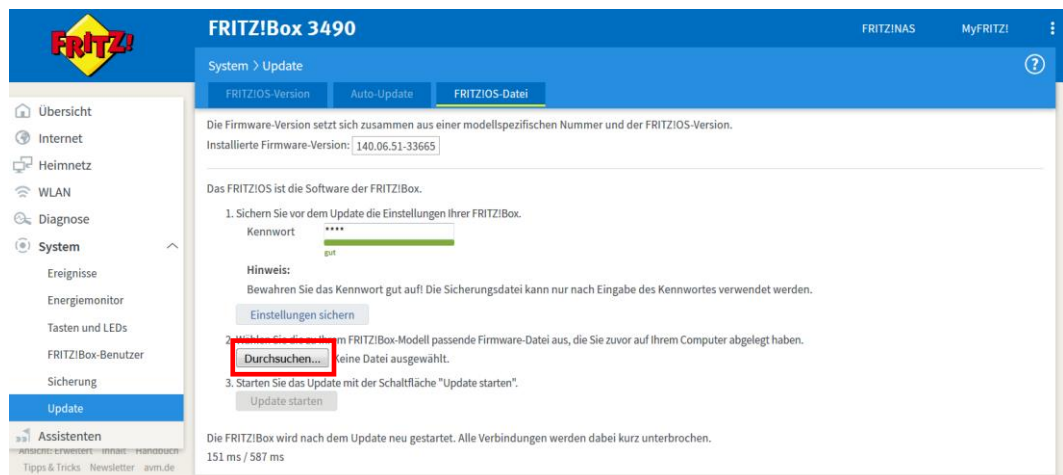 FRITZ!
FRITZ!Box 3490
FRITZ!NAS
MyFRITZ!
System > Update
FRITZ!OS-Version
Auto-Update
FRITZ!OS-Datei
Übersicht
Internet
Heimnetz
WLAN
Diagnose
System
Ereignisse
Energiemonitor
Tasten und LEDs
FRITZ!Box-Benutzer
Sicherung
Update
Assistenten
Ansicht: Erweitert Inhalt Handbuch
Tipps & Tricks Newsletter avm.de
Die Firmware-Version setzt sich zusammen aus einer modellspezifischen Nummer und der FRITZ!OS-Version.
Installierte Firmware-Version: 140.06.51-33665
Das FRITZ!OS ist die Software der FRITZ!Box.
1. Sichern Sie vor dem Update die Einstellungen Ihrer FRITZ!Box.
Kennwort ****
gut
Hinweis:
Bewahren Sie das Kennwort gut auf! Die Sicherungsdatei kann nur nach Eingabe des Kennwortes verwendet werden.
Einstellungen sichern
2. Wählen Sie die zu Ihrem FRITZ!Box-Modell passende Firmware-Datei aus, die Sie zuvor auf Ihrem Computer abgelegt haben.
Durchsuchen... Keine Datei ausgewählt.
3. Starten Sie das Update mit der Schaltfläche "Update starten".
Update starten
Die FRITZ!Box wird nach dem Update neu gestartet. Alle Verbindungen werden dabei kurz unterbrochen.
151 ms / 587 ms